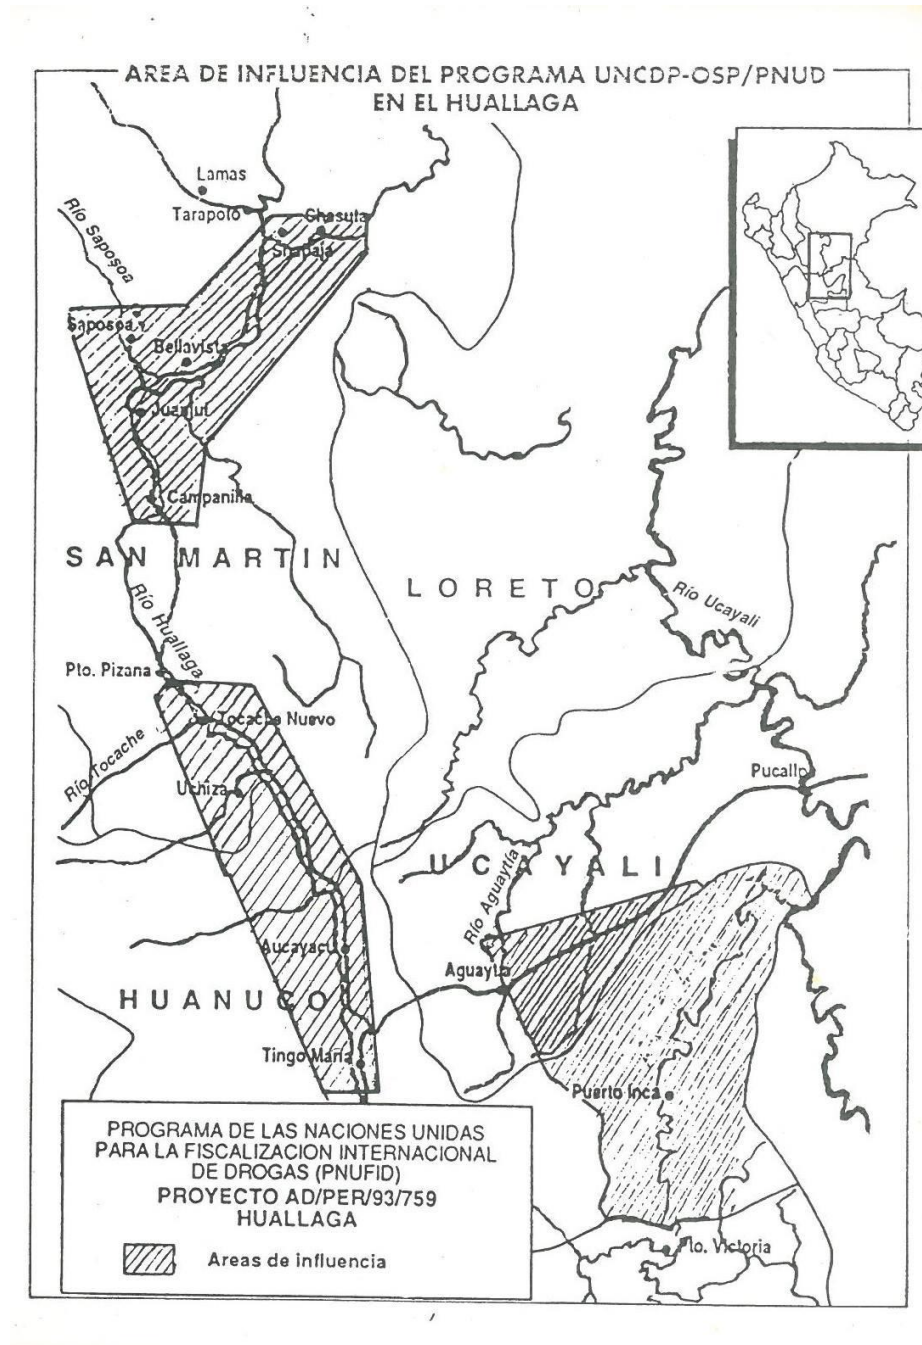 AREA DE INFLUENCIA DEL PROGRAMA UNCDP-OSP/PNUD
EN EL HUALLAGA
Lamas
Tarapoto
Chasuta
Shapaja
Río Saposoa
Saposoa
Bellavista
Juanjuí
Campanilla
SAN MARTIN
LORETO
Río Huallaga
Río Ucayali
Pto. Pizana
Tocache Nuevo
Río Tocache
Uchiza
Pucallp
UCAYALI
Río Aguaytía
Aucayacu
Aguaytía
HUANUCO
Tingo María
Puerto Inca
Pto. Victoria
PROGRAMA DE LAS NACIONES UNIDAS
PARA LA FISCALIZACION INTERNACIONAL
DE DROGAS (PNUFID)
PROYECTO AD/PER/93/759
HUALLAGA
Areas de influencia